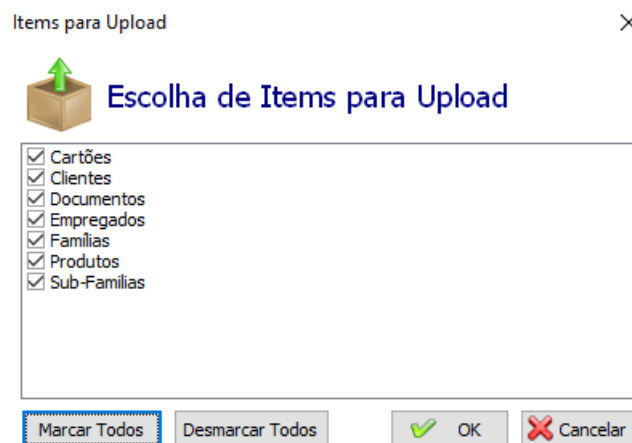 Items para Upload
Escolha de Items para Upload
Cartões
Clientes
Documentos
Empregados
Famílias
Produtos
Sub-Familias
Marcar Todos Desmarcar Todos OK Cancelar